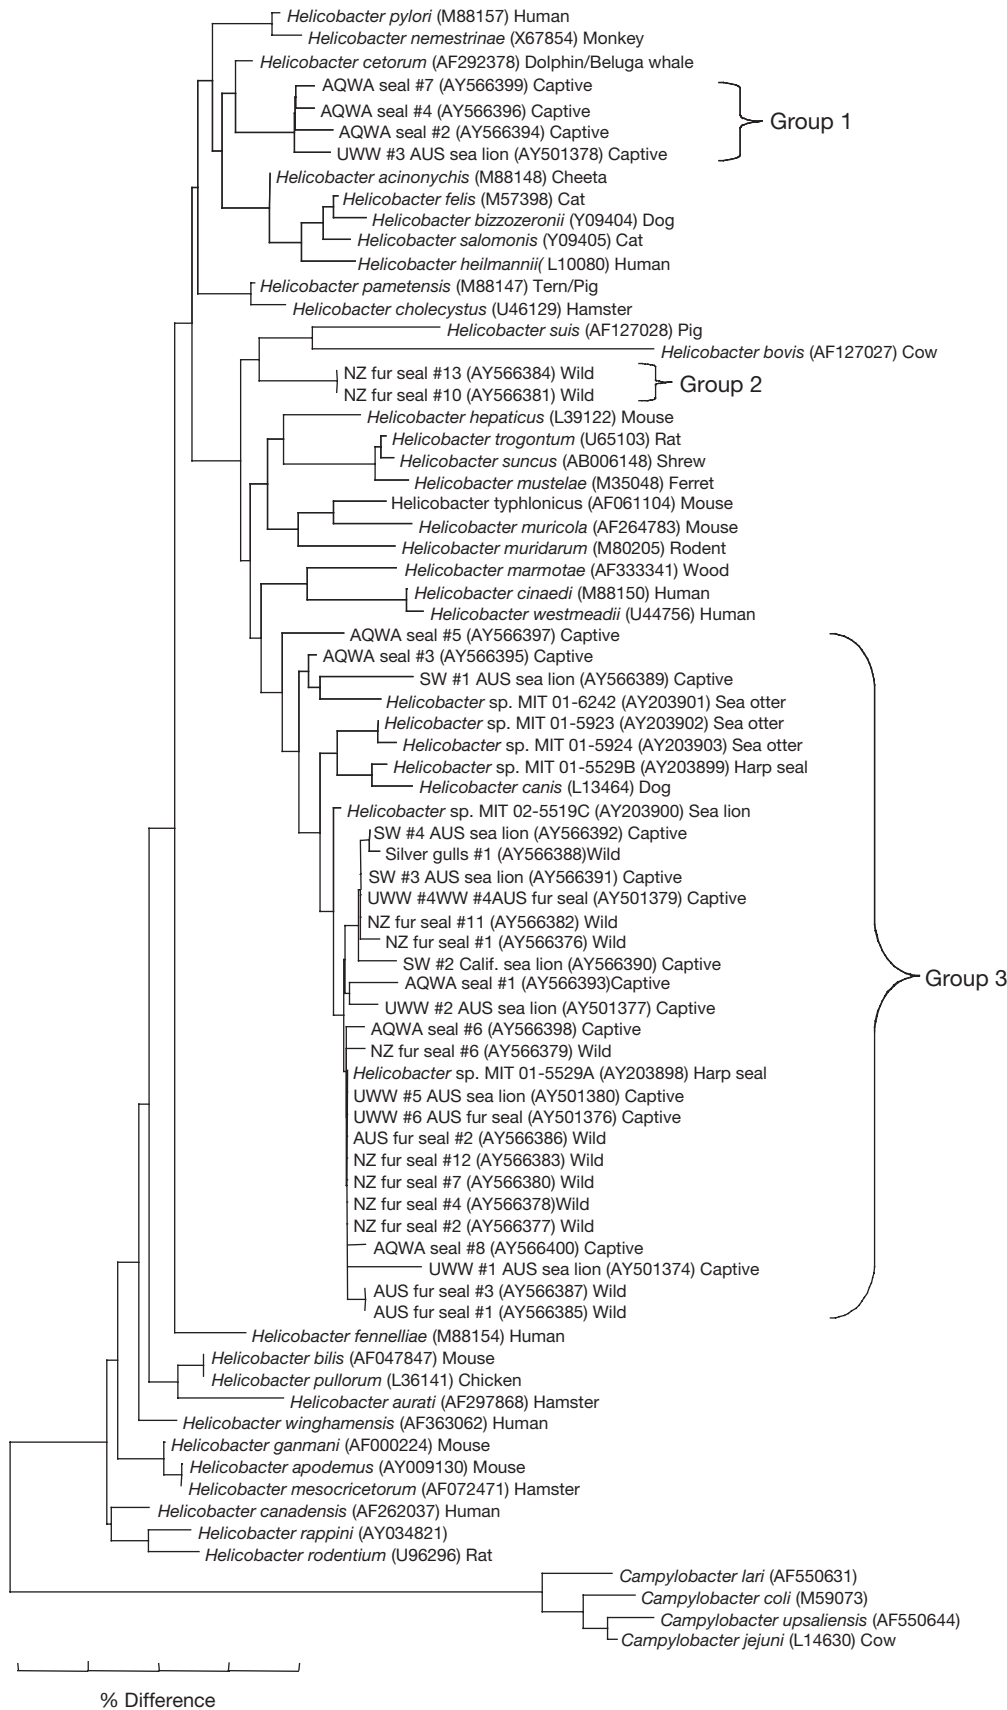 Helicobacter pylori (M88157) Human
Helicobacter nemestrinae (X67854) Monkey
Helicobacter cetorum (AF292378) Dolphin/Beluga whale
AQWA seal #7 (AY566399) Captive
AQWA seal #4 (AY566396) Captive
Group 1
AQWA seal #2 (AY566394) Captive
UWW #3 AUS sea lion (AY501378) Captive
Helicobacter acinonychis (M88148) Cheeta
Helicobacter felis (M57398) Cat
Helicobacter bizzozeronii (Y09404) Dog
Helicobacter salomonis (Y09405) Cat
Helicobacter heilmannii( L10080) Human
Helicobacter pametensis (M88147) Tern/Pig
Helicobacter cholecystus (U46129) Hamster
Helicobacter suis (AF127028) Pig
Helicobacter bovis (AF127027) Cow
NZ fur seal #13 (AY566384) Wild
Group 2
NZ fur seal #10 (AY566381) Wild
Helicobacter hepaticus (L39122) Mouse
Helicobacter trogontum (U65103) Rat
Helicobacter suncus (AB006148) Shrew
Helicobacter mustelae (M35048) Ferret
Helicobacter typhlonicus (AF061104) Mouse
Helicobacter muricola (AF264783) Mouse
Helicobacter muridarum (M80205) Rodent
Helicobacter marmotae (AF333341) Wood
Helicobacter cinaedi (M88150) Human
Helicobacter westmeadii (U44756) Human
AQWA seal #5 (AY566397) Captive
AQWA seal #3 (AY566395) Captive
SW #1 AUS sea lion (AY566389) Captive
Helicobacter sp. MIT 01-6242 (AY203901) Sea otter
Helicobacter sp. MIT 01-5923 (AY203902) Sea otter
Helicobacter sp. MIT 01-5924 (AY203903) Sea otter
Helicobacter sp. MIT 01-5529B (AY203899) Harp seal
Helicobacter canis (L13464) Dog
Helicobacter sp. MIT 02-5519C (AY203900) Sea lion
SW #4 AUS sea lion (AY566392) Captive
Silver gulls #1 (AY566388)Wild
SW #3 AUS sea lion (AY566391) Captive
UWW #4WW #4AUS fur seal (AY501379) Captive
NZ fur seal #11 (AY566382) Wild
NZ fur seal #1 (AY566376) Wild
SW #2 Calif. sea lion (AY566390) Captive
Group 3
AQWA seal #1 (AY566393)Captive
UWW #2 AUS sea lion (AY501377) Captive
AQWA seal #6 (AY566398) Captive
NZ fur seal #6 (AY566379) Wild
Helicobacter sp. MIT 01-5529A (AY203898) Harp seal
UWW #5 AUS sea lion (AY501380) Captive
UWW #6 AUS fur seal (AY501376) Captive
AUS fur seal #2 (AY566386) Wild
NZ fur seal #12 (AY566383) Wild
NZ fur seal #7 (AY566380) Wild
NZ fur seal #4 (AY566378)Wild
NZ fur seal #2 (AY566377) Wild
AQWA seal #8 (AY566400) Captive
UWW #1 AUS sea lion (AY501374) Captive
AUS fur seal #3 (AY566387) Wild
AUS fur seal #1 (AY566385) Wild
Helicobacter fennelliae (M88154) Human
Helicobacter bilis (AF047847) Mouse
Helicobacter pullorum (L36141) Chicken
Helicobacter aurati (AF297868) Hamster
Helicobacter winghamensis (AF363062) Human
Helicobacter ganmani (AF000224) Mouse
Helicobacter apodemus (AY009130) Mouse
Helicobacter mesocricetorum (AF072471) Hamster
Helicobacter canadensis (AF262037) Human
Helicobacter rappini (AY034821)
Helicobacter rodentium (U96296) Rat
Campylobacter lari (AF550631)
Campylobacter coli (M59073)
Campylobacter upsaliensis (AF550644)
Campylobacter jejuni (L14630) Cow
% Difference